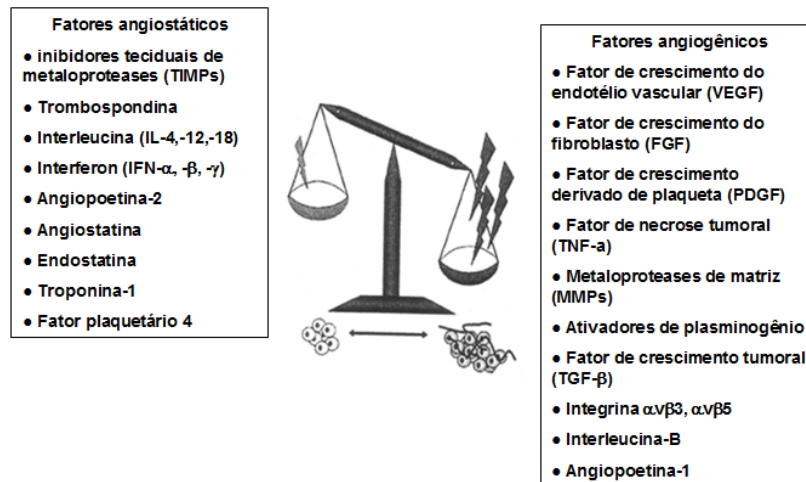 Fatores angiostáticos
● inibidores teciduais de
metaloproteases (TIMPs)
● Trombospondina
● Interleucina (IL-4,-12,-18)
● Interferon (IFN-α, -β, -γ)
● Angiopoetina-2
● Angiostatina
● Endostatina
● Troponina-1
● Fator plaquetário 4
Fatores angiogênicos
● Fator de crescimento do
endotélio vascular (VEGF)
● Fator de crescimento do
fibroblasto (FGF)
● Fator de crescimento
derivado de plaqueta (PDGF)
● Fator de necrose tumoral
(TNF-a)
● Metaloproteases de matriz
(MMPs)
● Ativadores de plasminogênio
● Fator de crescimento tumoral
(TGF-β)
● Integrina αvβ3, αvβ5
● Interleucina-B
● Angiopoetina-1